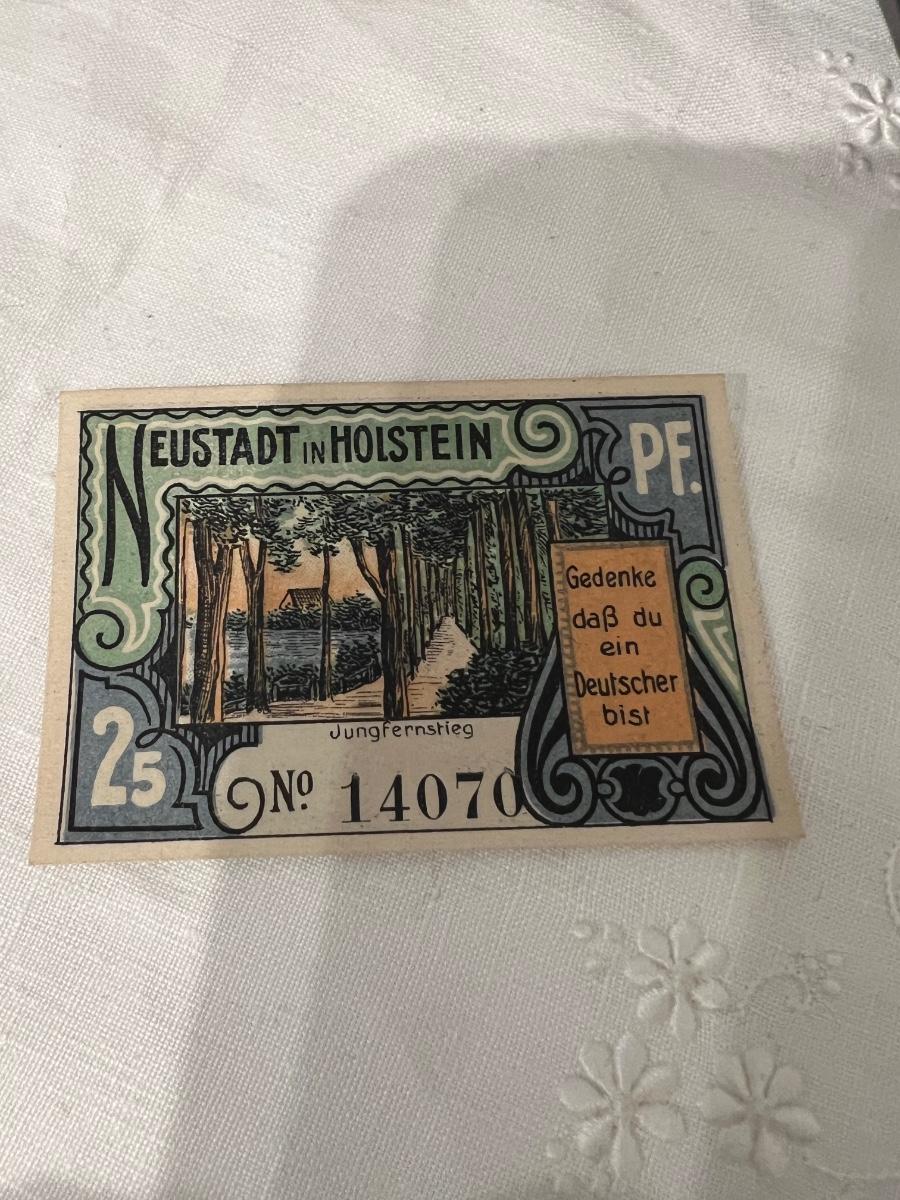 NEUSTADT IN HOLSTEIN
PF.
Gedenke
daß du
ein
Deutscher
bist
Jungfernstieg
25
Nº 14070